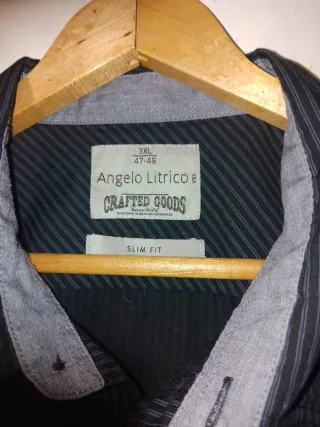 3XL
47-48
Angelo Litrico
CRAFTED GOODS
SLIM FIT